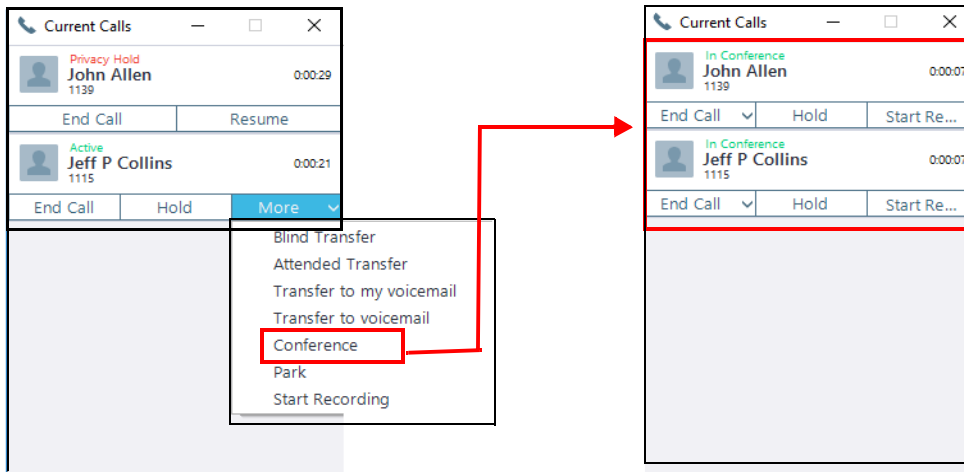 Current Calls
Privacy Hold
John Allen
0:00:29
1139
End Call
Resume
Active
Jeff P Collins
0:00:21
1115
End Call
Hold
More
Blind Transfer
Attended Transfer
Transfer to my voicemail
Transfer to voicemail
Conference
Park
Start Recording
Current Calls
In Conference
John Allen
0:00:07
1139
End Call
Hold
Start Re...
In Conference
Jeff P Collins
0:00:07
1115
End Call
Hold
Start Re...